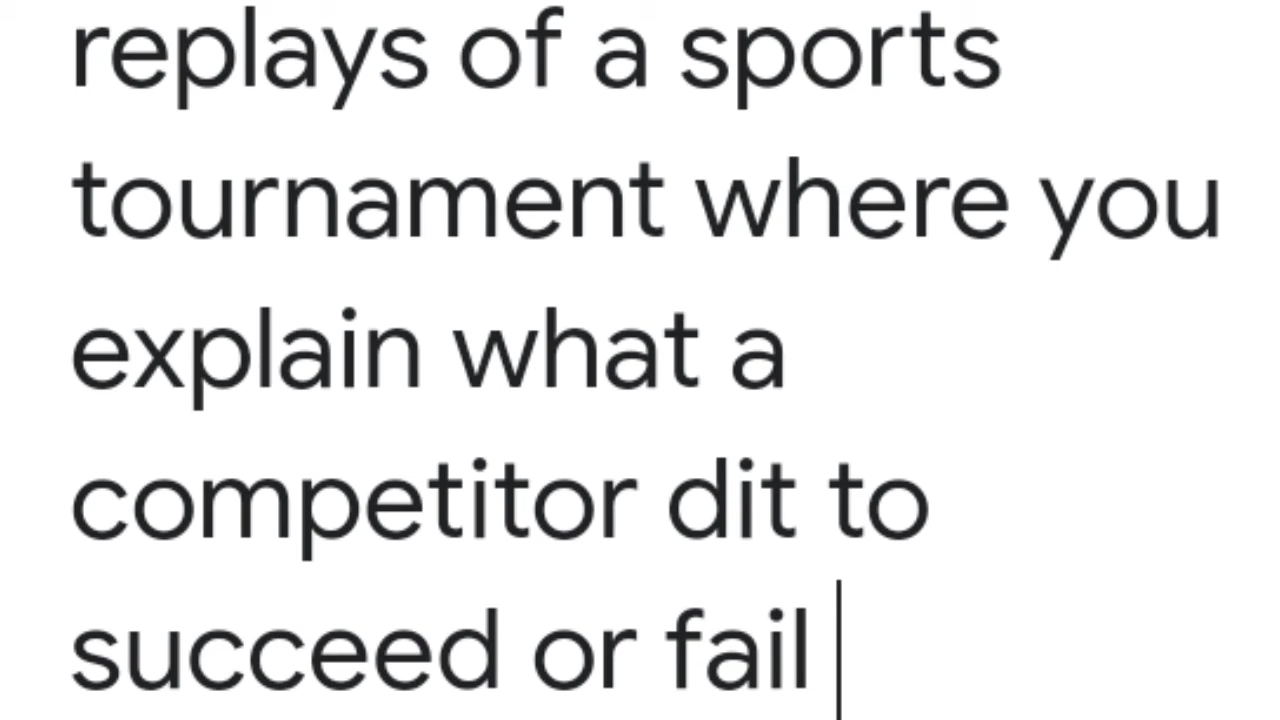 replays of a sports
tournament where you
explain what a
competitor dit to
succeed or fail